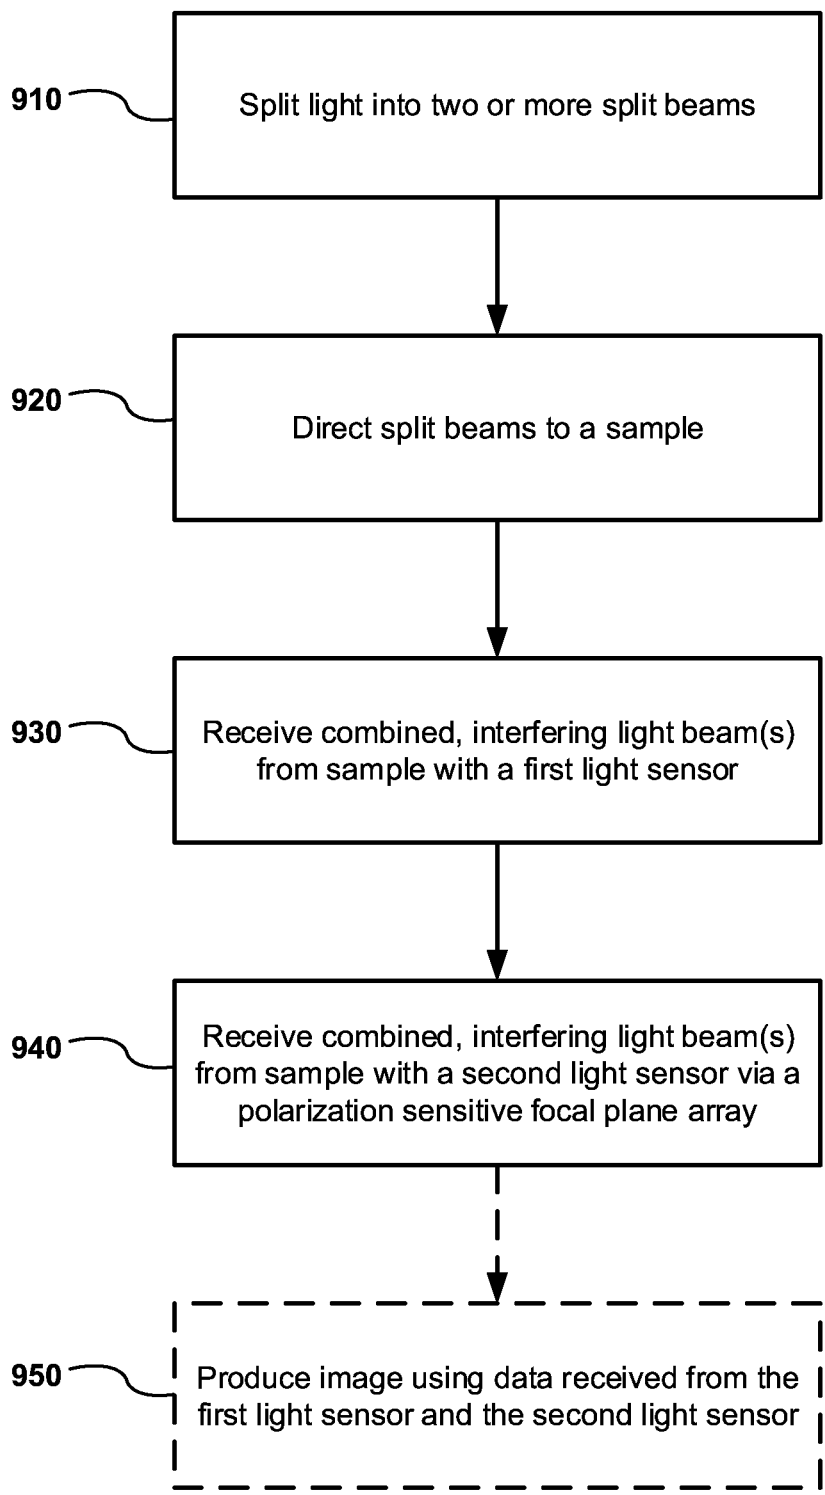 910
Split light into two or more split beams
920
Direct split beams to a sample
930
Receive combined, interfering light beam(s)
from sample with a first light sensor
940
Receive combined, interfering light beam(s)
from sample with a second light sensor via a
polarization sensitive focal plane array
950
Produce image using data received from the
first light sensor and the second light sensor